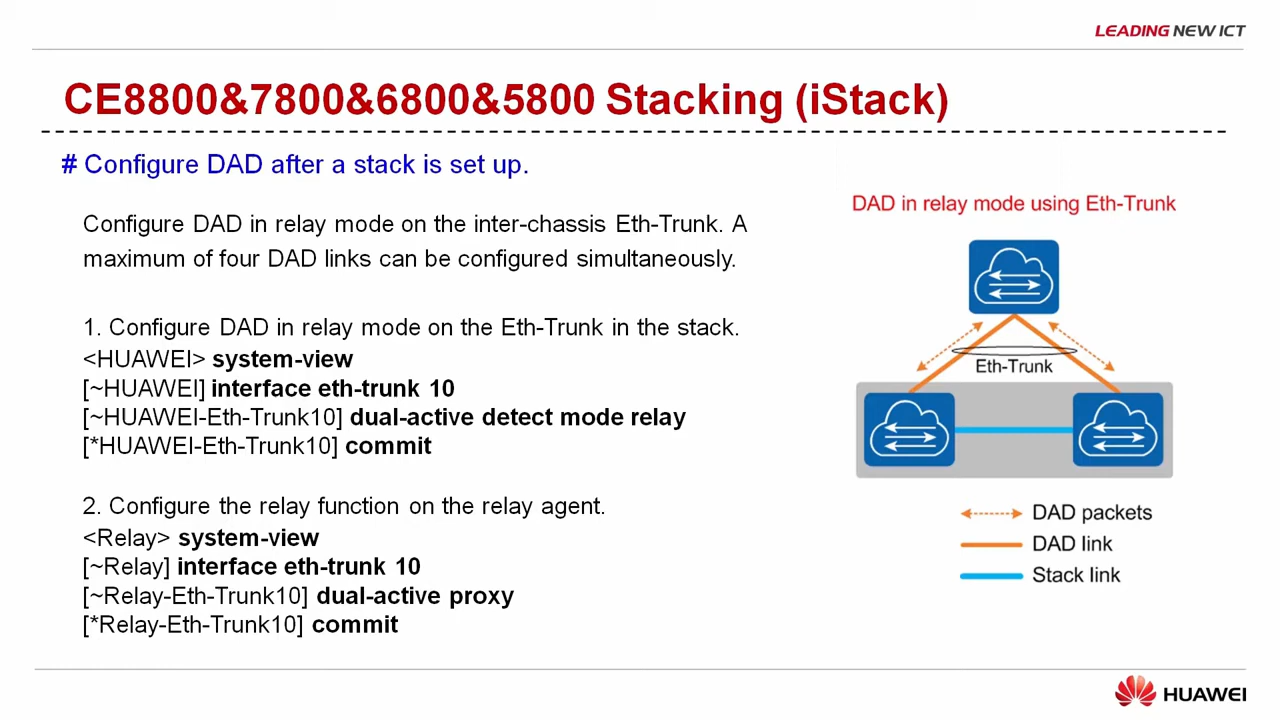 LEADING NEW ICT
CE8800&7800&6800&5800 Stacking (iStack)
# Configure DAD after a stack is set up.
Configure DAD in relay mode on the inter-chassis Eth-Trunk. A
maximum of four DAD links can be configured simultaneously.
1. Configure DAD in relay mode on the Eth-Trunk in the stack.
<HUAWEI> system-view
[~HUAWEI] interface eth-trunk 10
[~HUAWEI-Eth-Trunk10] dual-active detect mode relay
[*HUAWEI-Eth-Trunk10] commit
2. Configure the relay function on the relay agent.
<Relay> system-view
[~Relay] interface eth-trunk 10
[~Relay-Eth-Trunk10] dual-active proxy
[*Relay-Eth-Trunk10] commit
DAD in relay mode using Eth-Trunk
Eth-Trunk
DAD packets
DAD link
Stack link
HUAWEI